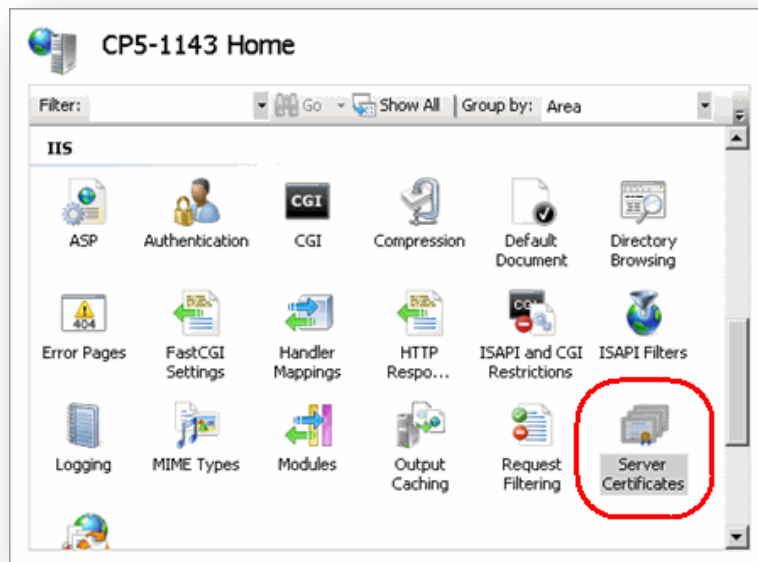 CP5-1143 Home
Filter: Go Show All Group by: Area
IIS
ASP Authentication CGI Compression Default Document Directory Browsing
Error Pages FastCGI Settings Handler Mappings HTTP Respo... ISAPI and CGI Restrictions ISAPI Filters
Logging MIME Types Modules Output Caching Request Filtering Server Certificates